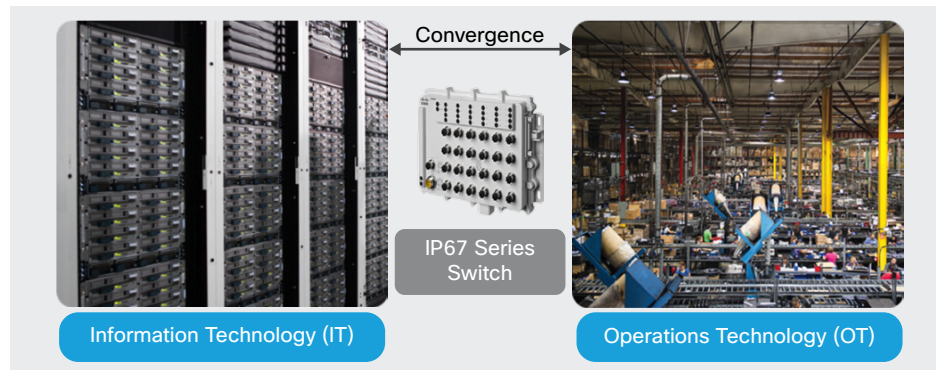 Convergence
IP67 Series
Switch
Information Technology (IT)
Operations Technology (OT)